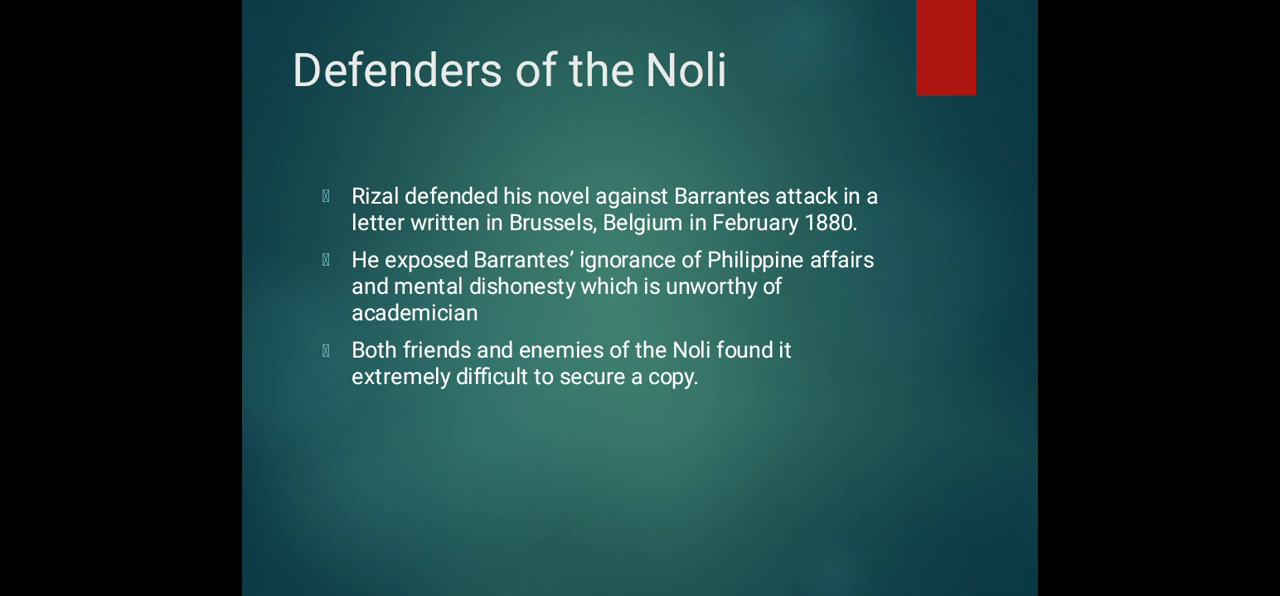 Defenders of the Noli
Rizal defended his novel against Barrantes attack in a
letter written in Brussels, Belgium in February 1880.
He exposed Barrantes’ ignorance of Philippine affairs
and mental dishonesty which is unworthy of
academician
Both friends and enemies of the Noli found it
extremely difficult to secure a copy.